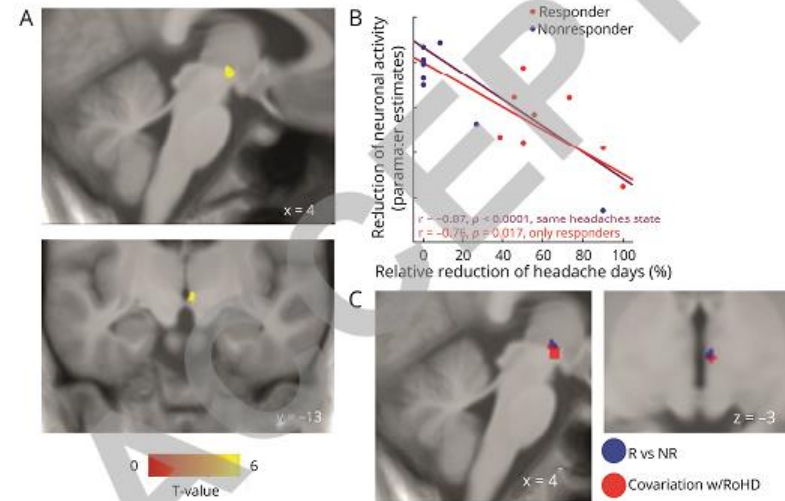 A
x = 4
y = –13
0
6
T-value
B
Responder
Nonresponder
Reduction of neuronal activity
(paramater estimates)
r = –0.87, p < 0.0001, same headaches state
r = –0.76, p = 0.017, only responders
0 20 40 60 80 100
Relative reduction of headache days (%)
C
x = 4
z = –3
R vs NR
Covariation w/RoHD